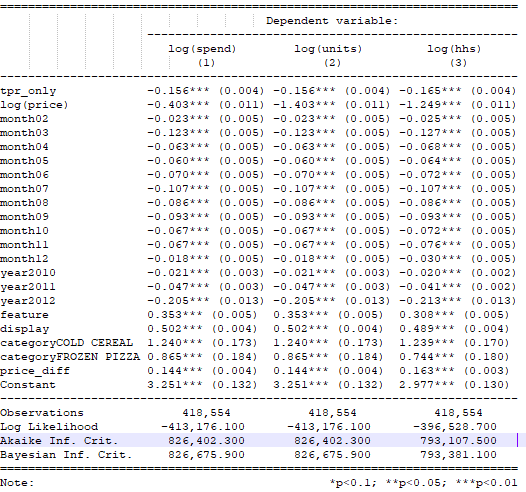 Dependent variable:
log(spend) log(units) log(hhs)
(1) (2) (3)
tpr_only -0.156*** (0.004) -0.156*** (0.004) -0.165*** (0.004)
log(price) -0.403*** (0.011) -1.403*** (0.011) -1.249*** (0.011)
month02 -0.023*** (0.005) -0.023*** (0.005) -0.025*** (0.005)
month03 -0.123*** (0.005) -0.123*** (0.005) -0.127*** (0.005)
month04 -0.063*** (0.005) -0.063*** (0.005) -0.068*** (0.005)
month05 -0.060*** (0.005) -0.060*** (0.005) -0.064*** (0.005)
month06 -0.070*** (0.005) -0.070*** (0.005) -0.072*** (0.005)
month07 -0.107*** (0.005) -0.107*** (0.005) -0.107*** (0.005)
month08 -0.086*** (0.005) -0.086*** (0.005) -0.086*** (0.005)
month09 -0.093*** (0.005) -0.093*** (0.005) -0.093*** (0.005)
month10 -0.067*** (0.005) -0.067*** (0.005) -0.072*** (0.005)
month11 -0.067*** (0.005) -0.067*** (0.005) -0.076*** (0.005)
month12 -0.018*** (0.005) -0.018*** (0.005) -0.030*** (0.005)
year2010 -0.021*** (0.003) -0.021*** (0.003) -0.020*** (0.002)
year2011 -0.047*** (0.003) -0.047*** (0.003) -0.041*** (0.002)
year2012 -0.205*** (0.013) -0.205*** (0.013) -0.213*** (0.013)
feature 0.353*** (0.005) 0.353*** (0.005) 0.308*** (0.005)
display 0.502*** (0.004) 0.502*** (0.004) 0.489*** (0.004)
categoryCOLD CEREAL 1.240*** (0.173) 1.240*** (0.173) 1.239*** (0.170)
categoryFROZEN PIZZA 0.865*** (0.184) 0.865*** (0.184) 0.744*** (0.180)
price_diff 0.144*** (0.004) 0.144*** (0.004) 0.163*** (0.003)
Constant 3.251*** (0.132) 3.251*** (0.132) 2.977*** (0.130)
Observations 418,554 418,554 418,554
Log Likelihood -413,176.100 -413,176.100 -396,528.700
Akaike Inf. Crit. 826,402.300 826,402.300 793,107.500
Bayesian Inf. Crit. 826,675.900 826,675.900 793,381.100
Note: *p<0.1; **p<0.05; ***p<0.01